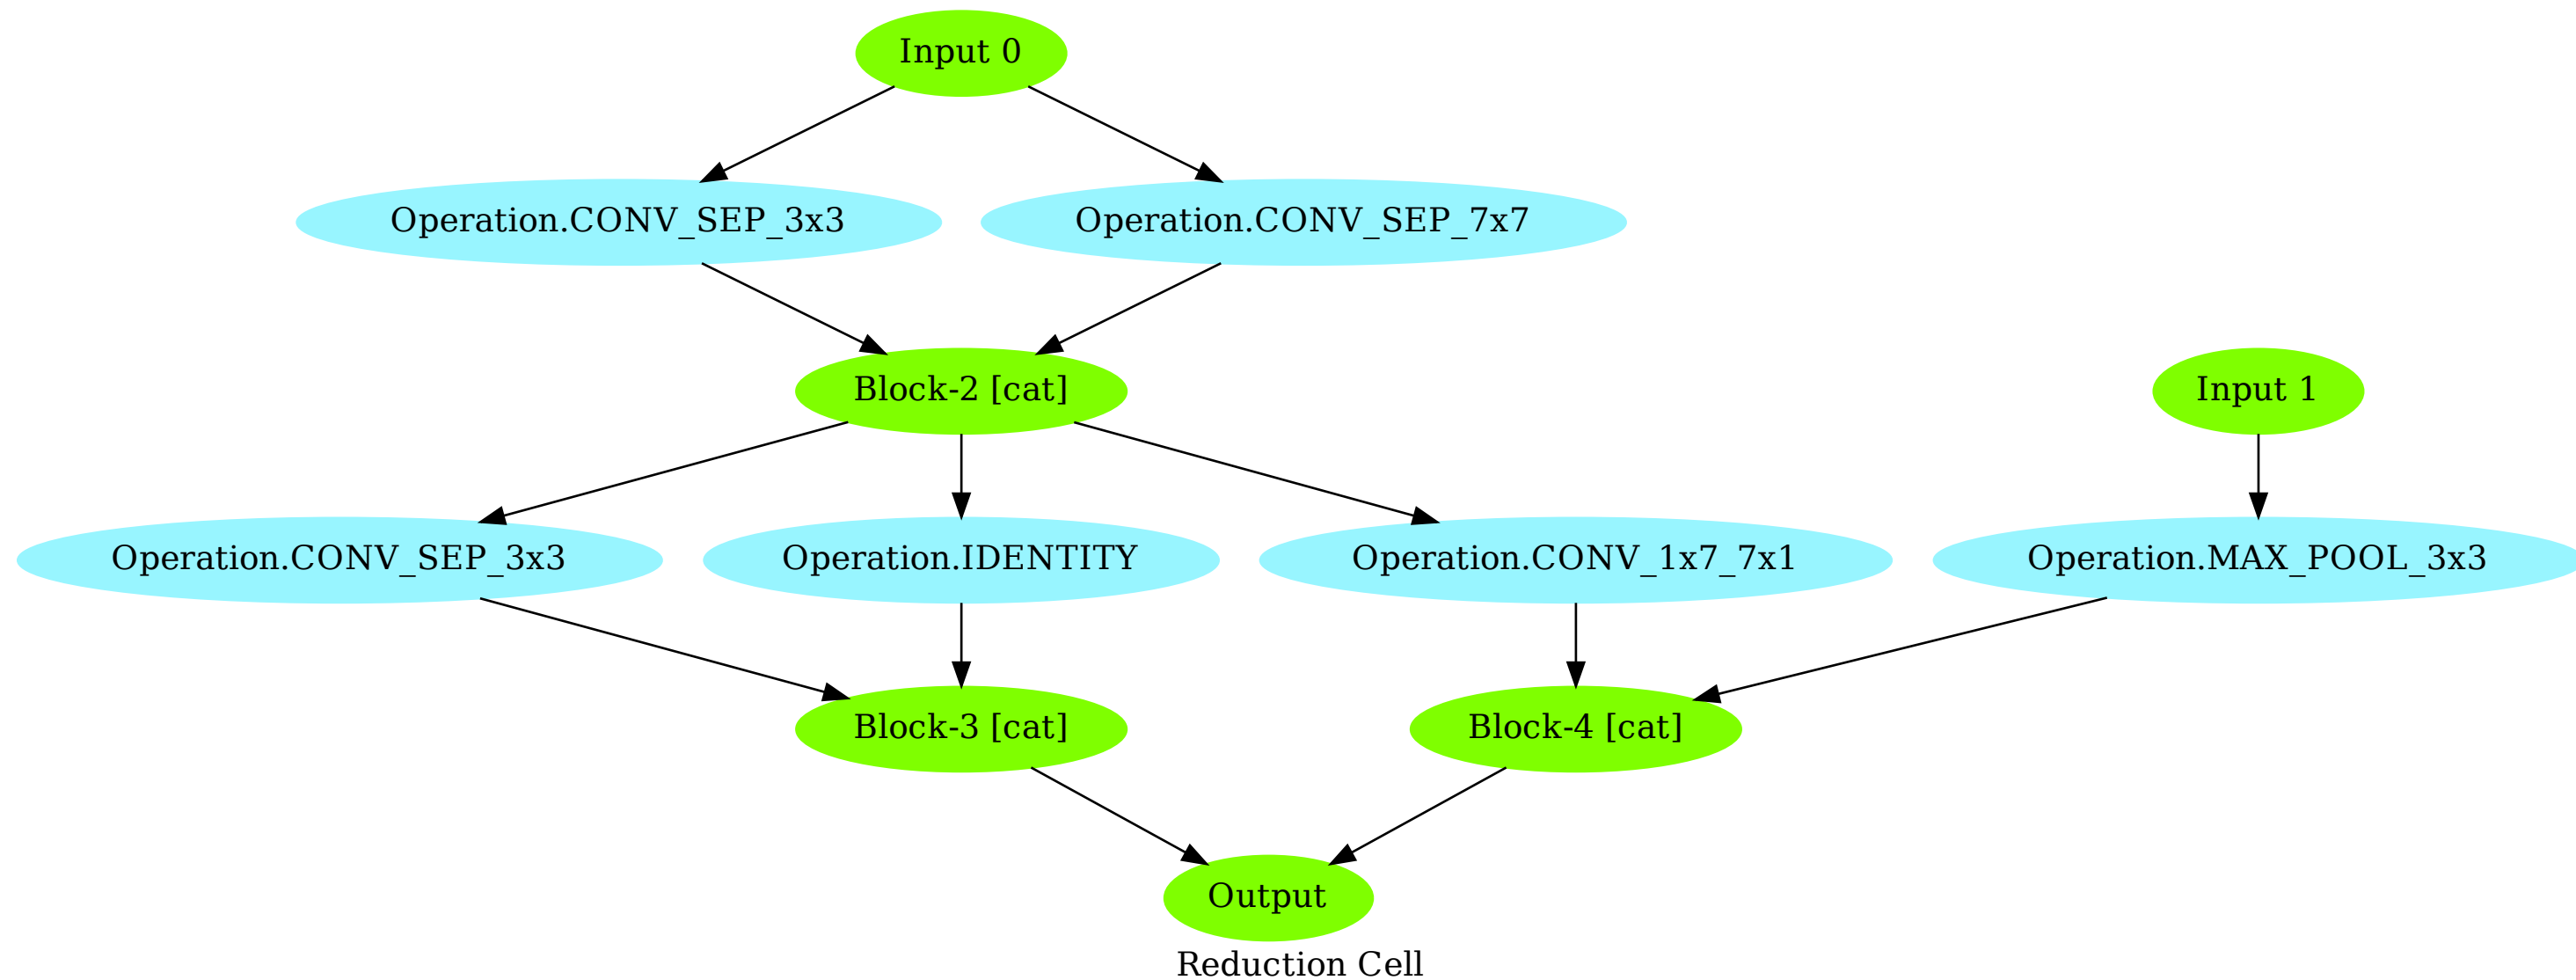 Input 0
Operation.CONV_SEP_3x3
Operation.CONV_SEP_7x7
Block-2 [cat]
Input 1
Operation.CONV_SEP_3x3
Operation.IDENTITY
Operation.CONV_1x7_7x1
Operation.MAX_POOL_3x3
Block-3 [cat]
Block-4 [cat]
Output
Reduction Cell